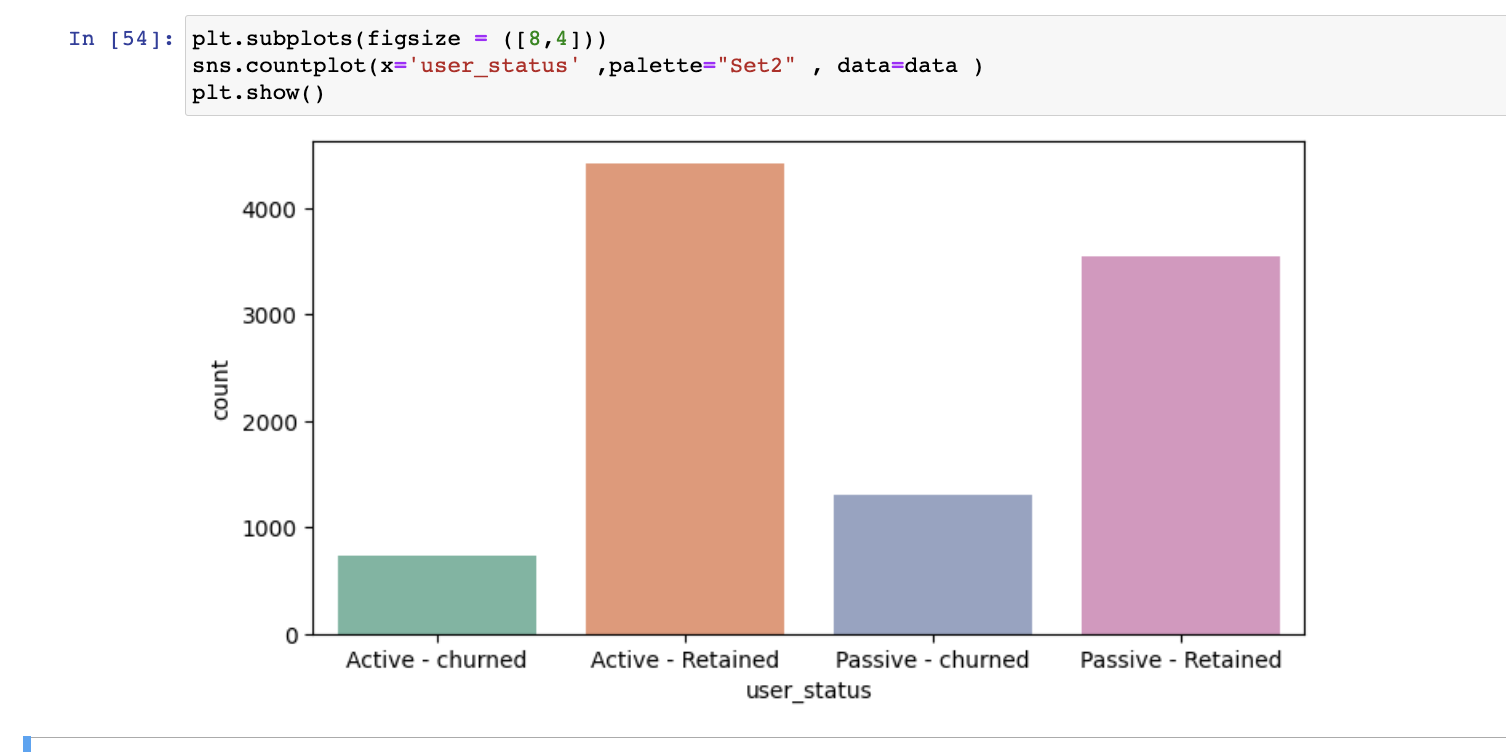 In [54]: plt.subplots(figsize = ([8,4]))
sns.countplot(x='user_status' ,palette="Set2" , data=data )
plt.show()
4000
3000
2000
1000
0
count
Active - churned Active - Retained Passive - churned Passive - Retained
user_status